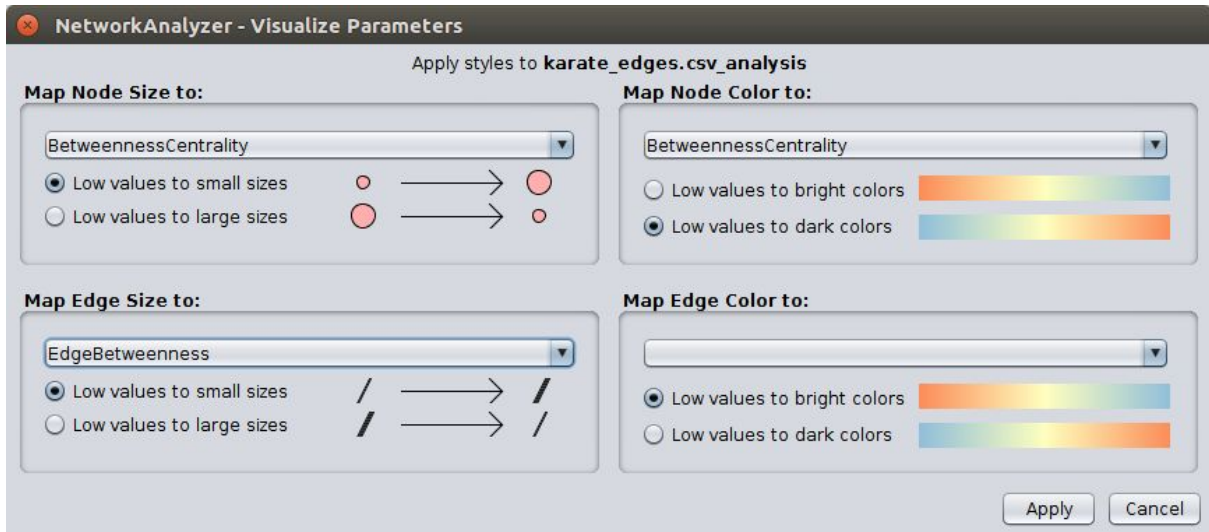 NetworkAnalyzer - Visualize Parameters
Apply styles to karate_edges.csv_analysis
Map Node Size to:
BetweennessCentrality
Low values to small sizes
Low values to large sizes
Map Node Color to:
BetweennessCentrality
Low values to bright colors
Low values to dark colors
Map Edge Size to:
EdgeBetweenness
Low values to small sizes
Low values to large sizes
Map Edge Color to:
Low values to bright colors
Low values to dark colors
Apply
Cancel